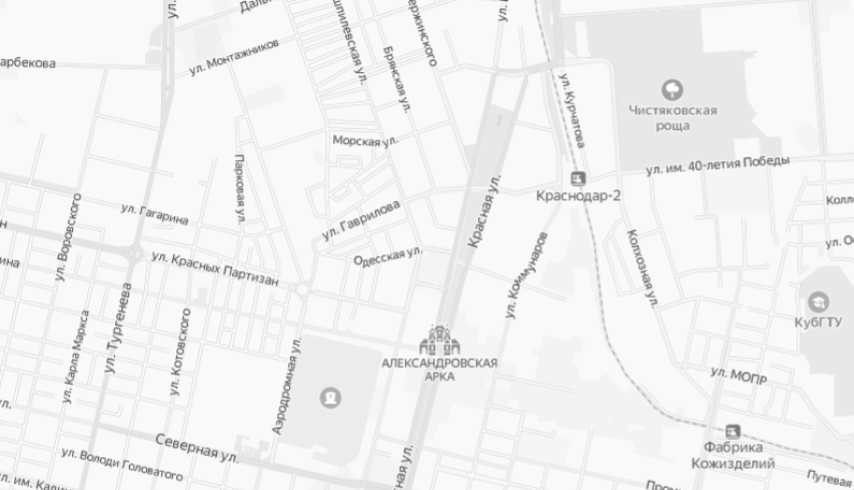 ул. Монтажников
Брянская ул.
ул. Курчатова
Чистяковская
роща
Морская ул.
ул. им. 40-летия Победы
Парковая ул.
Краснодар-2
ул. Гагарина
ул. Гаврилова
Красная ул.
ул. Воровского
ул. Красных Партизан
Одесская ул.
ул. Коммунаров
Колхозная ул.
ул. Тургенева
ул. Карла Маркса
ул. Котовского
КубГТУ
АЛЕКСАНДРОВСКАЯ
АРКА
Аэродромная ул.
ул. МОПР
Северная ул.
Фабрика
Кожизделий
ул. Володи Головатого
Путевая